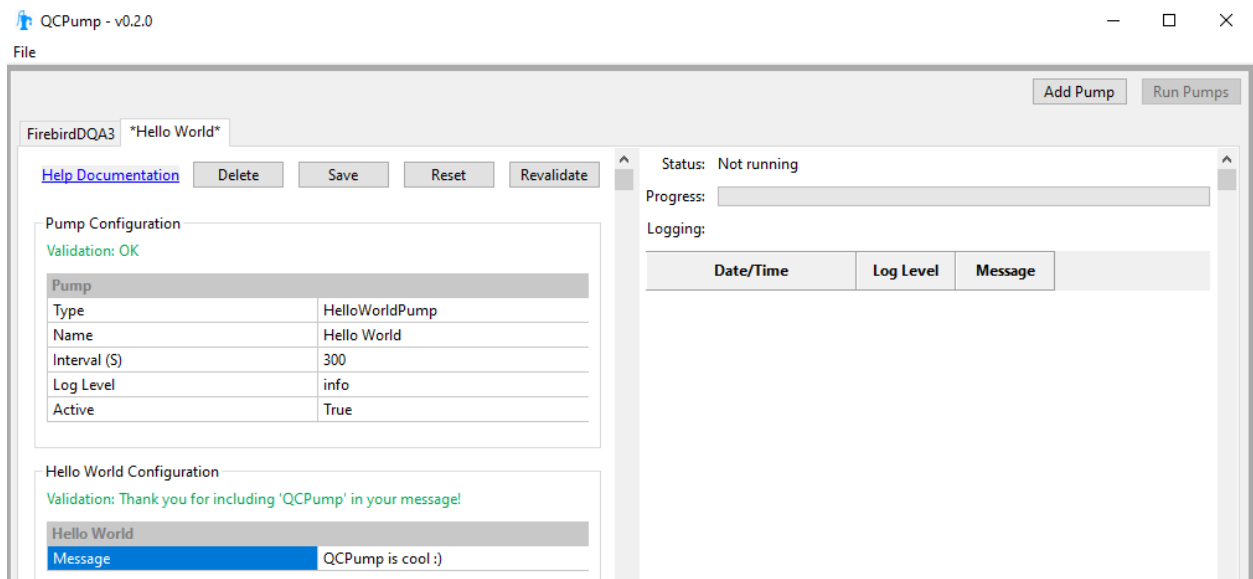 QCPump - v0.2.0
File
Add Pump Run Pumps
FirebirdDQA3 *Hello World*
Help Documentation Delete Save Reset Revalidate
Pump Configuration
Validation: OK
Pump
Type HelloWorldPump
Name Hello World
Interval (S) 300
Log Level info
Active True
Hello World Configuration
Validation: Thank you for including 'QCPump' in your message!
Hello World
Message QCPump is cool :)
Status: Not running
Progress:
Logging:
Date/Time Log Level Message